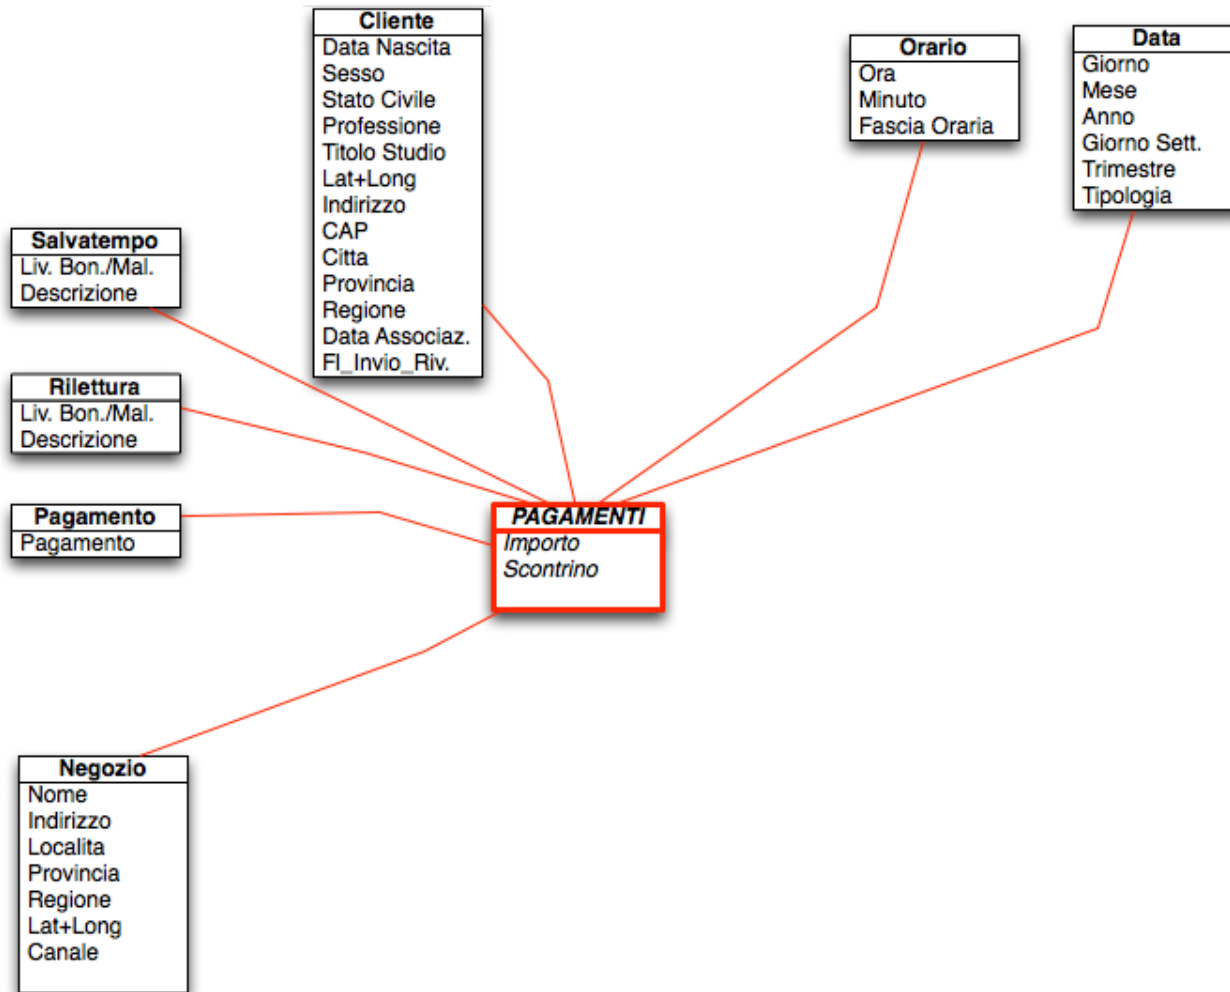 Cliente
Data Nascita
Sesso
Stato Civile
Professione
Titolo Studio
Lat+Long
Indirizzo
CAP
Citta
Provincia
Regione
Data Associaz.
Fl_Invio_Riv.
Orario
Ora
Minuto
Fascia Oraria
Data
Giorno
Mese
Anno
Giorno Sett.
Trimestre
Tipologia
Salvatempo
Liv. Bon./Mal.
Descrizione
Rilettura
Liv. Bon./Mal.
Descrizione
Pagamento
Pagamento
PAGAMENTI
Importo
Scontrino
Negozio
Nome
Indirizzo
Localita
Provincia
Regione
Lat+Long
Canale